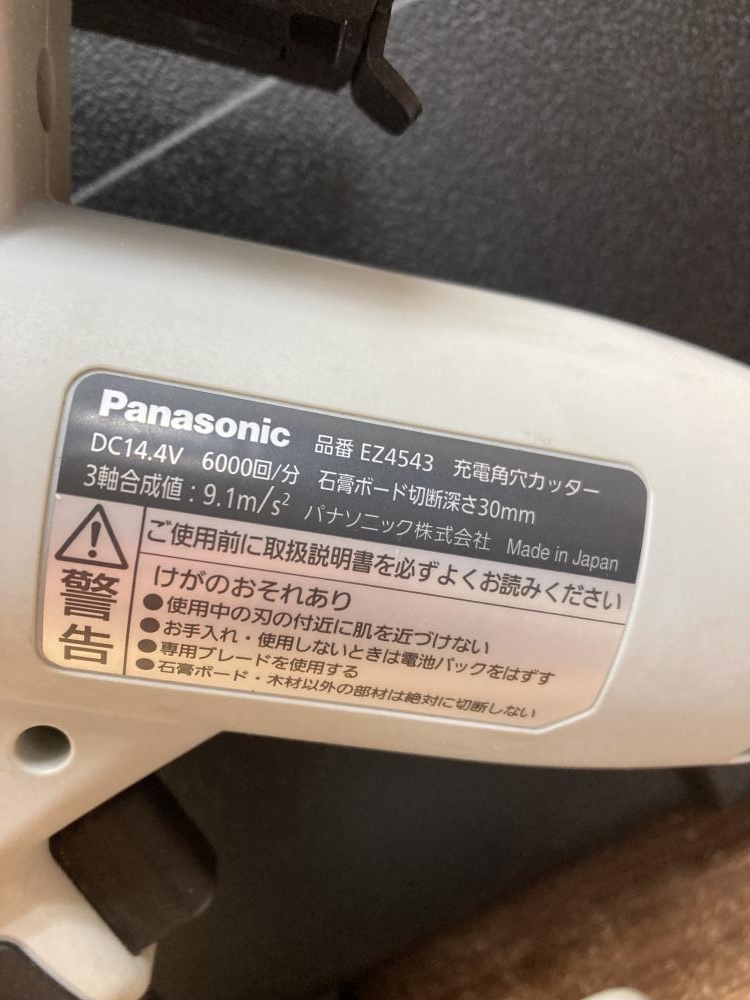 Panasonic 品番 EZ4543 充電角穴カッター
DC14.4V 6000回/分 石膏ボード切断深さ30mm
3軸合成値：9.1m/s² パナソニック株式会社 Made in Japan
警告
ご使用前に取扱説明書を必ずよくお読みください
けがのおそれあり
●使用中の刃の付近に肌を近づけない
●お手入れ・使用しないときは電池パックをはずす
●専用ブレードを使用する
●石膏ボード・木材以外の部材は絶対に切断しない